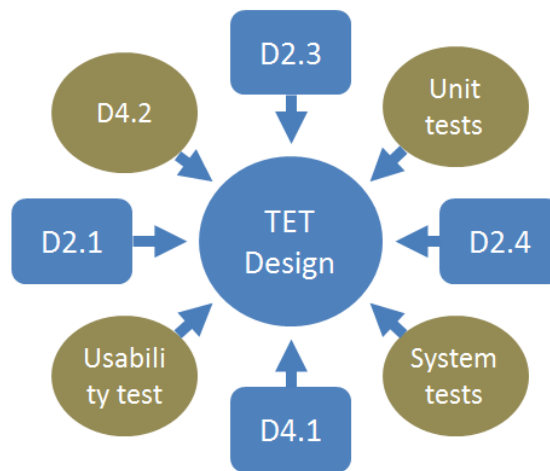 D2.3
D4.2
Unit
tests
D2.1
TET
Design
D2.4
Usabili
ty test
System
tests
D4.1